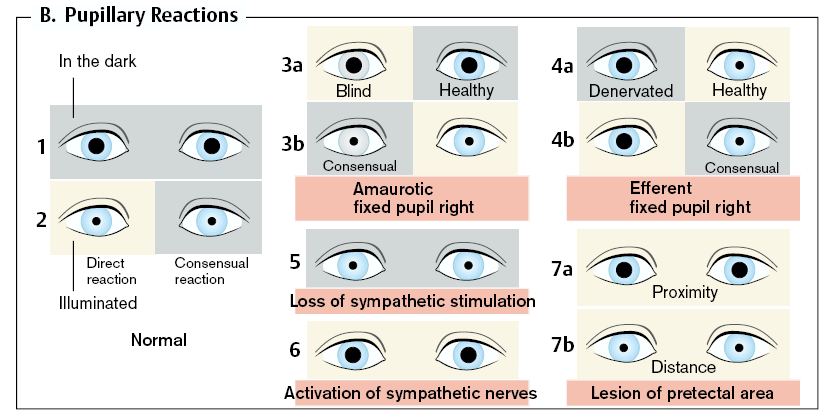 B. Pupillary Reactions
In the dark
1
2
Direct
reaction
Consensual
reaction
Illuminated
Normal
3a
Blind
Healthy
3b
Consensual
Amaurotic
fixed pupil right
4a
Denervated
Healthy
4b
Consensual
Efferent
fixed pupil right
5
Loss of sympathetic stimulation
6
Activation of sympathetic nerves
7a
Proximity
7b
Distance
Lesion of pretectal area